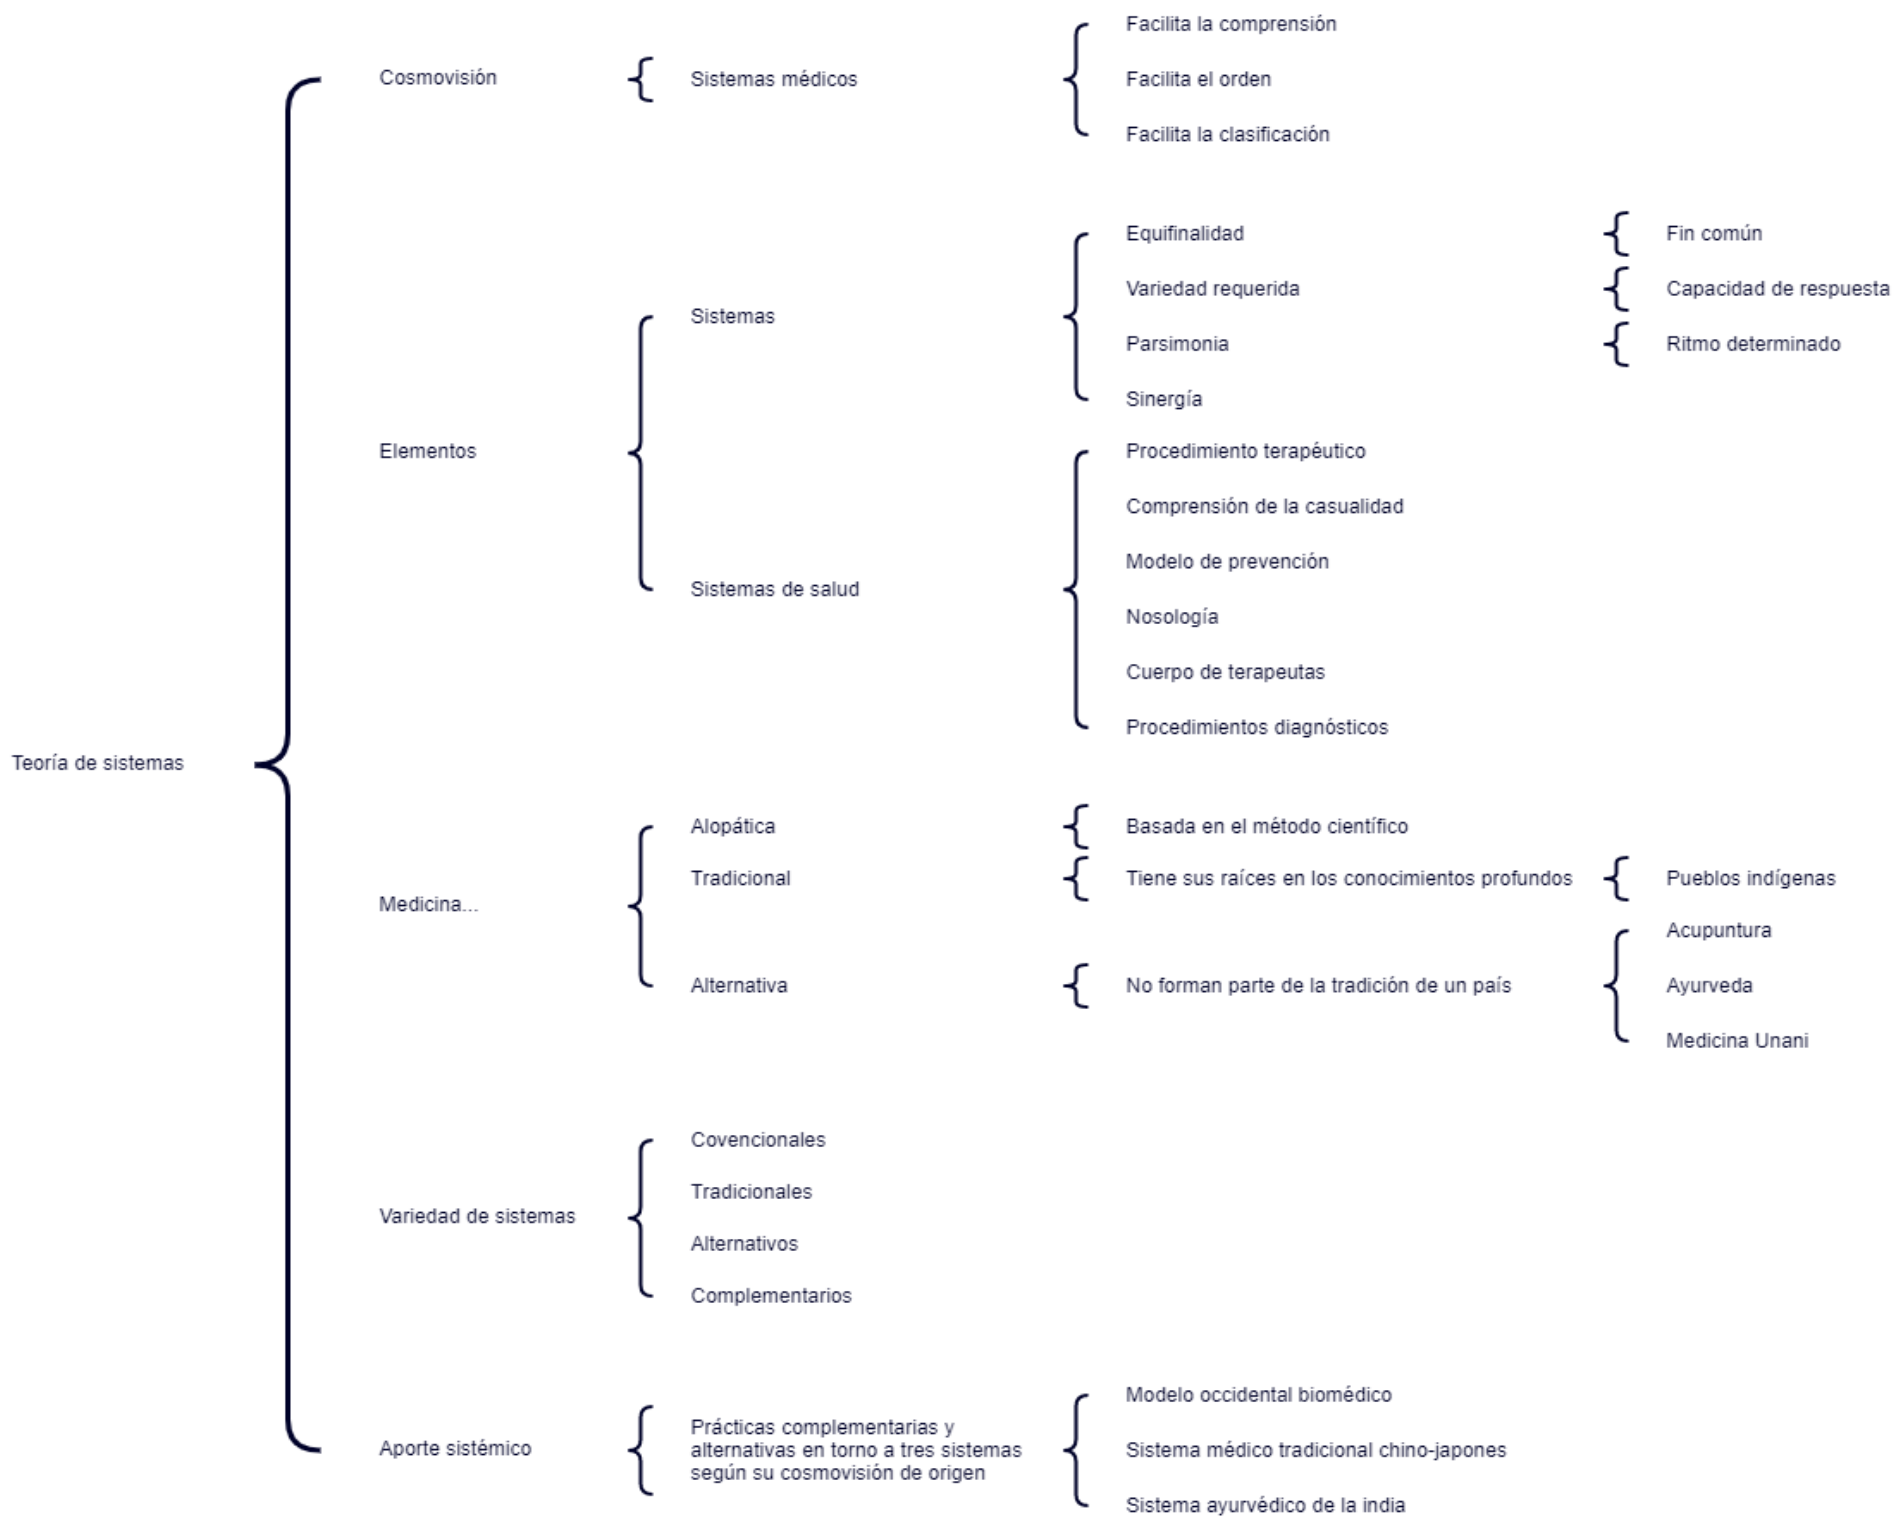 Teoría de sistemas
Cosmovisión
Sistemas médicos
Facilita la comprensión
Facilita el orden
Facilita la clasificación
Elementos
Sistemas
Equifinalidad
Fin común
Variedad requerida
Capacidad de respuesta
Parsimonia
Ritmo determinado
Sinergía
Sistemas de salud
Procedimiento terapéutico
Comprensión de la casualidad
Modelo de prevención
Nosología
Cuerpo de terapeutas
Procedimientos diagnósticos
Medicina...
Alopática
Basada en el método científico
Tradicional
Tiene sus raíces en los conocimientos profundos
Pueblos indígenas
Alternativa
No forman parte de la tradición de un país
Acupuntura
Ayurveda
Medicina Unani
Variedad de sistemas
Covencionales
Tradicionales
Alternativos
Complementarios
Aporte sistémico
Prácticas complementarias y
alternativas en torno a tres sistemas
según su cosmovisión de origen
Modelo occidental biomédico
Sistema médico tradicional chino-japones
Sistema ayurvédico de la india